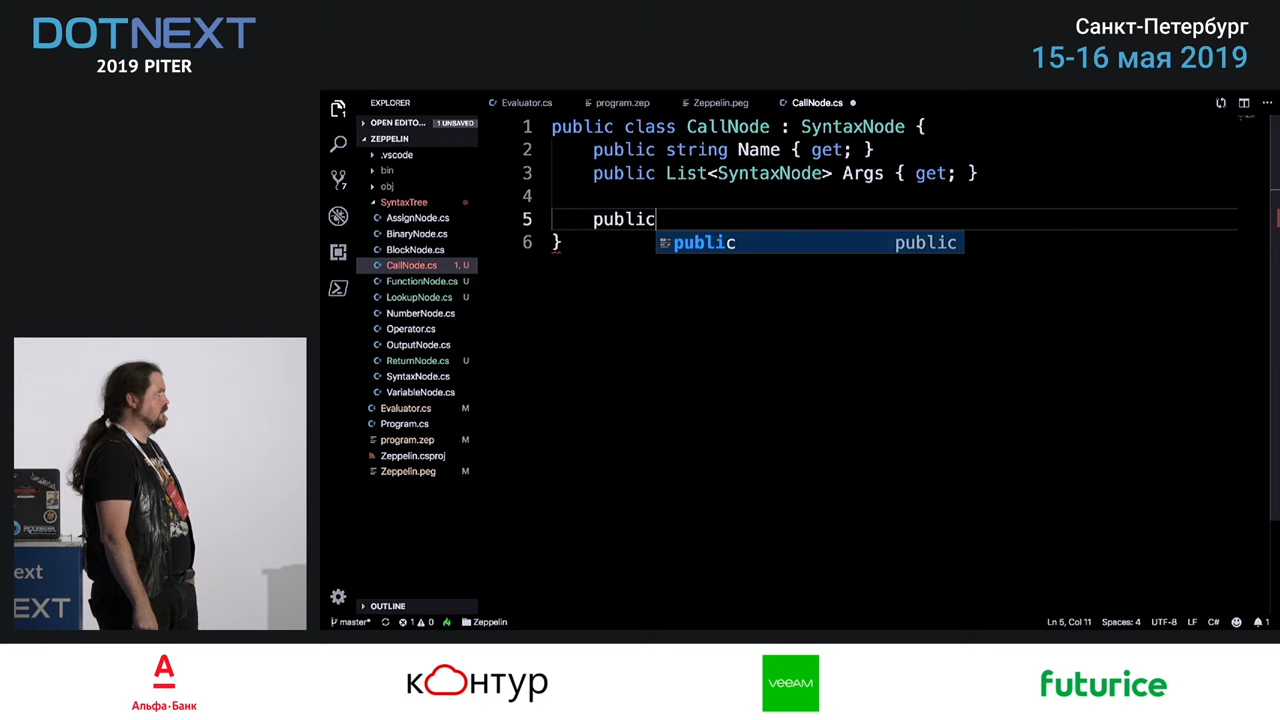 DOTNEXT
2019 PITER
Санкт-Петербург
15-16 мая 2019
EXPLORER
OPEN EDITO... 1 UNSAVED
ZEPPELIN
.vscode
bin
obj
SyntaxTree
AssignNode.cs
BinaryNode.cs
BlockNode.cs
CallNode.cs 1, U
FunctionNode.cs U
LookupNode.cs U
NumberNode.cs
Operator.cs
OutputNode.cs
ReturnNode.cs U
SyntaxNode.cs
VariableNode.cs
Evaluator.cs M
Program.cs
program.zep M
Zeppelin.csproj
Zeppelin.peg M
OUTLINE
Evaluator.cs program.zep Zeppelin.peg CallNode.cs
1 public class CallNode : SyntaxNode {
2 public string Name { get; }
3 public List<SyntaxNode> Args { get; }
4
5 public
public public
6 }
master* 1 0 Zeppelin Ln 5, Col 11 Spaces: 4 UTF-8 LF C# 1
ext
EXT
Альфа·Банк
контур
veeam
futurice